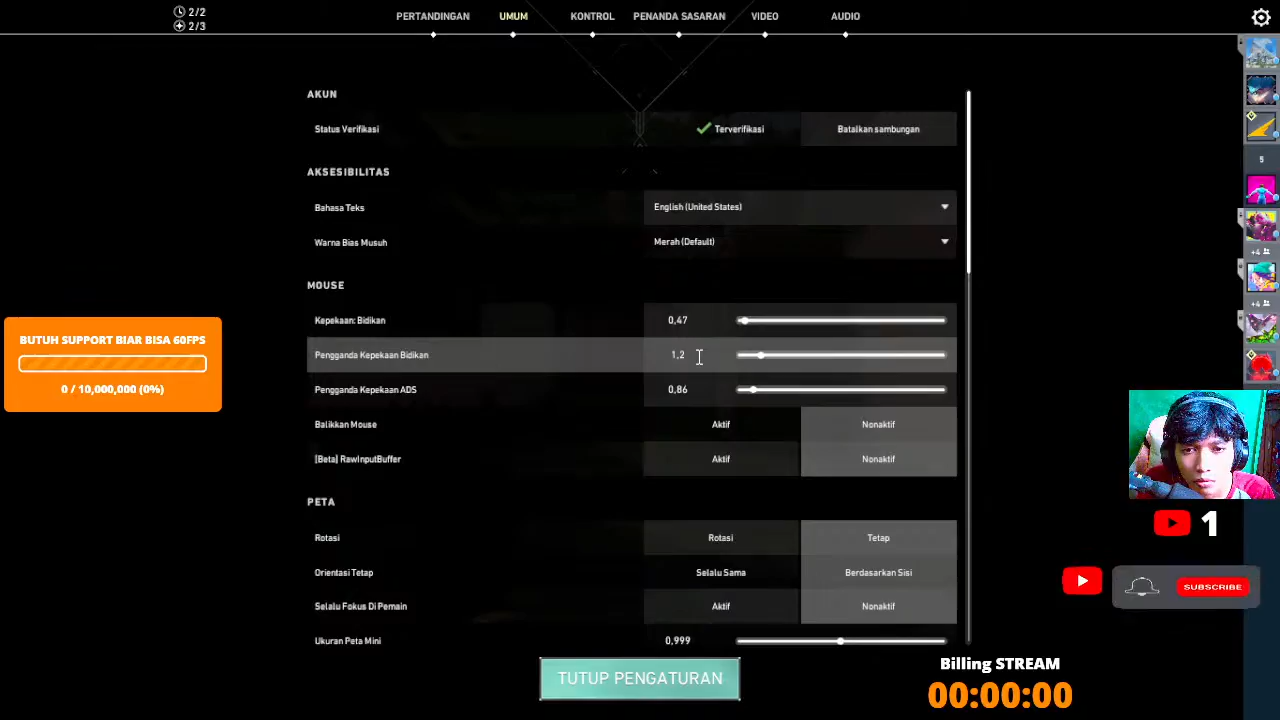 2/2
2/3
PERTANDINGAN
UMUM
KONTROL
PENANDA SASARAN
VIDEO
AUDIO
AKUN
Status Verifikasi
Terverifikasi
Batalkan sambungan
AKSESIBILITAS
Bahasa Teks
English (United States)
Warna Bias Musuh
Merah (Default)
MOUSE
Kepekaan: Bidikan
0,47
Pengganda Kepekaan Bidikan
1,2
Pengganda Kepekaan ADS
0,86
Balikkan Mouse
Aktif
Nonaktif
[Beta] RawInputBuffer
Aktif
Nonaktif
PETA
Rotasi
Rotasi
Tetap
Orientasi Tetap
Selalu Sama
Berdasarkan Sisi
Selalu Fokus Di Pemain
Aktif
Nonaktif
Ukuran Peta Mini
0,999
TUTUP PENGATURAN
BUTUH SUPPORT BIAR BISA 60FPS
0 / 10,000,000 (0%)
5
+4
+4
1
SUBSCRIBE
Billing STREAM
00:00:00